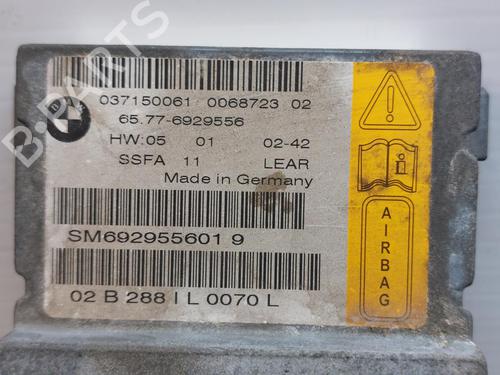 037150061 0068723 02
65.77-6929556
HW:05 01 02-42
SSFA 11 LEAR
Made in Germany
SM692955601 9
02 B 288 I L 0070 L
AIRBAG
B-PARTS